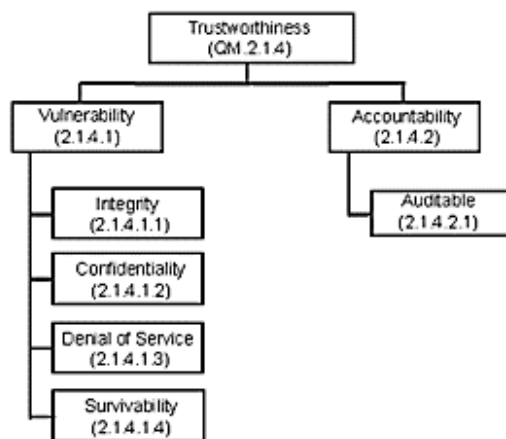 Trustworthiness
(QM.2.1.4)
Vulnerability
(2.1.4.1)
Accountability
(2.1.4.2)
Integrity
(2.1.4.1.1)
Auditable
(2.1.4.2.1)
Confidentiality
(2.1.4.1.2)
Denial of Service
(2.1.4.1.3)
Survivability
(2.1.4.1.4)